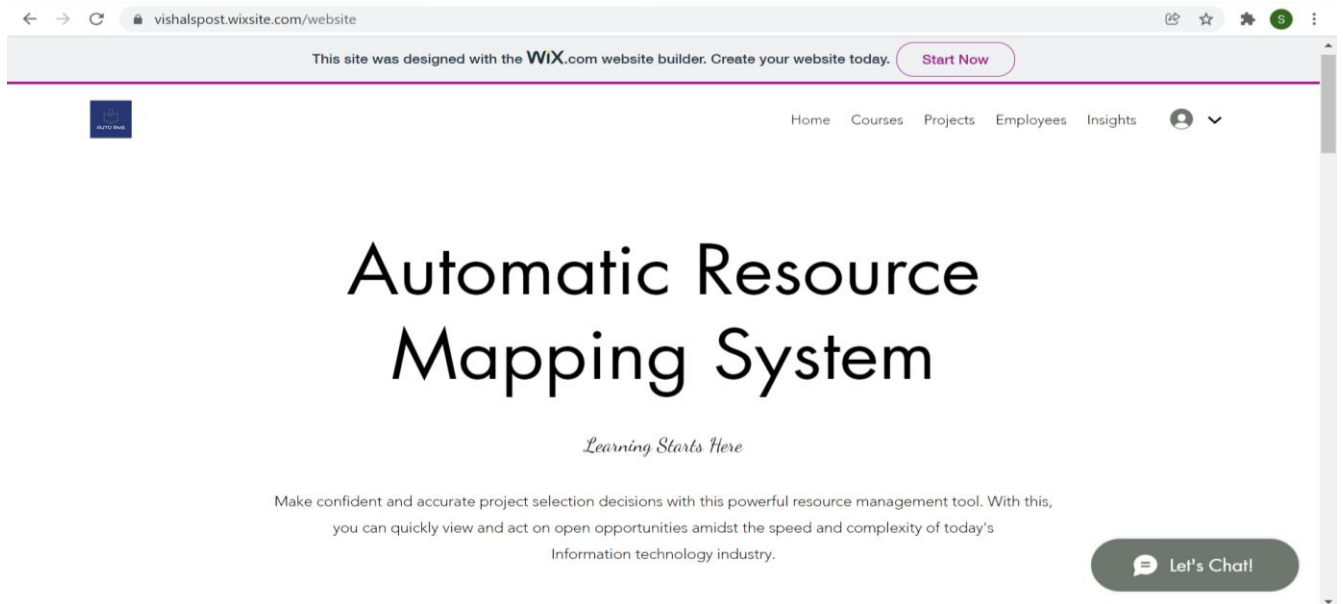 vishalspost.wixsite.com/website
S
This site was designed with the WiX.com website builder. Create your website today. Start Now
AUTO RMS
Home Courses Projects Employees Insights
Automatic Resource
Mapping System
Learning Starts Here
Make confident and accurate project selection decisions with this powerful resource management tool. With this,
you can quickly view and act on open opportunities amidst the speed and complexity of today's
Information technology industry.
Let's Chat!